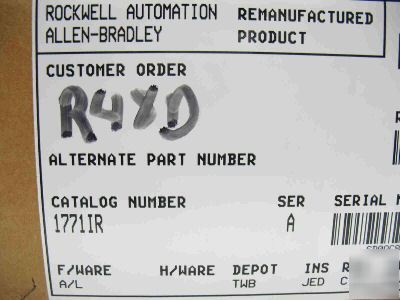 ROCKWELL AUTOMATION REMANUFACTURED
ALLEN-BRADLEY PRODUCT
CUSTOMER ORDER
R4YD
ALTERNATE PART NUMBER
CATALOG NUMBER SER SERIAL
1771IR A
F/WARE H/WARE DEPOT INS
A/L TWB JED